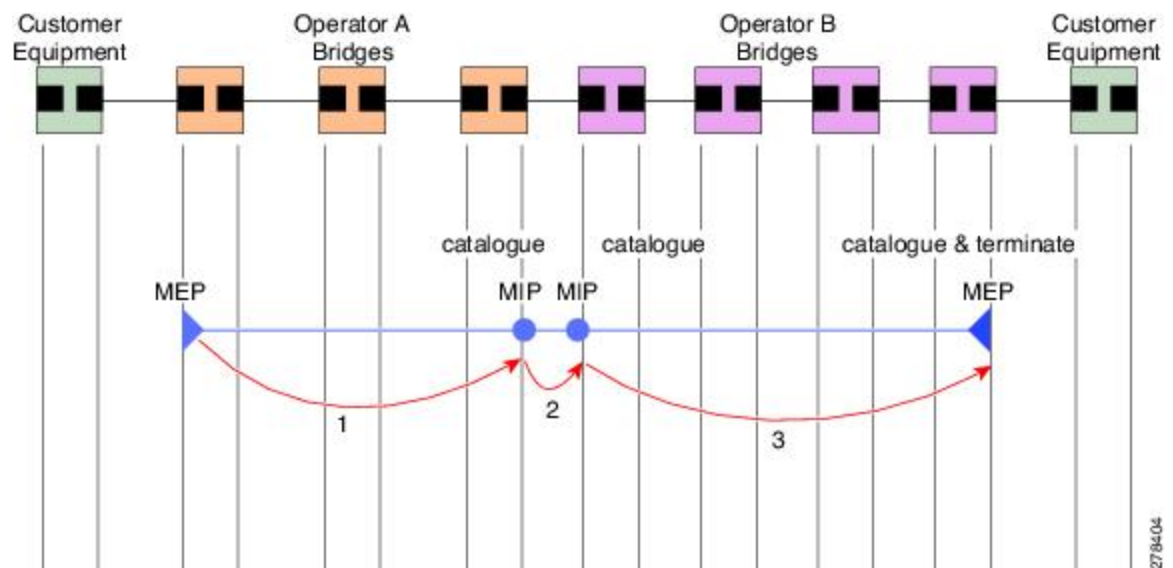 Customer
Equipment
Operator A
Bridges
Operator B
Bridges
Customer
Equipment
catalogue
catalogue
catalogue & terminate
MEP
MIP
MIP
MEP
1
2
3
278404